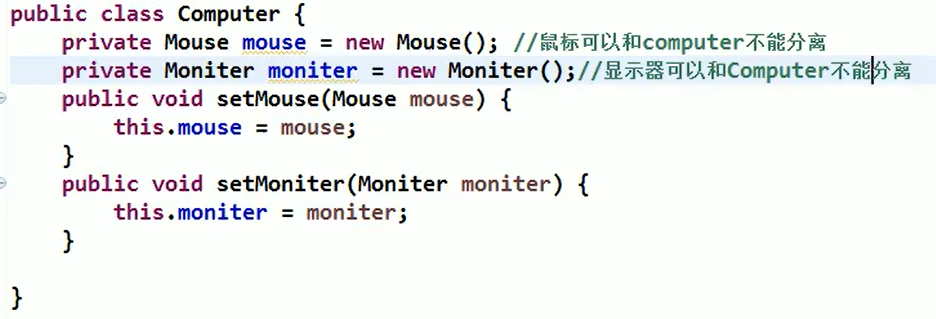 public class Computer {
    private Mouse mouse = new Mouse(); //鼠标可以和computer不能分离
    private Moniter moniter = new Moniter();//显示器可以和Computer不能分离
    public void setMouse(Mouse mouse) {
        this.mouse = mouse;
    }
    public void setMoniter(Moniter moniter) {
        this.moniter = moniter;
    }
}